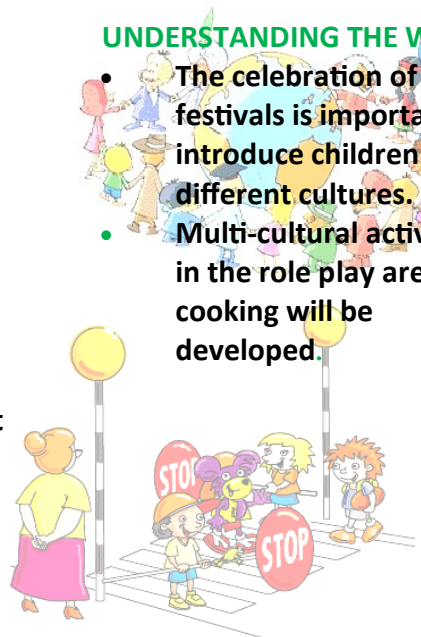 UNDERSTANDING THE W
• The celebration of
festivals is importa
introduce children
different cultures.
• Multi-cultural activ
in the role play are
cooking will be
developed.
t
STOP
STOP